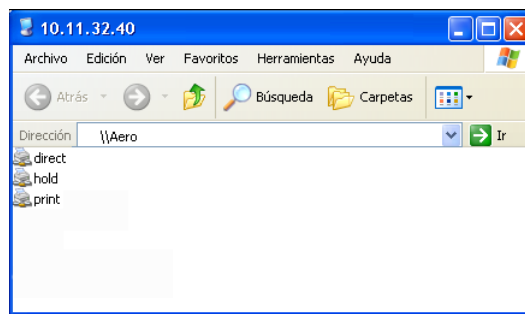 10.11.32.40
Archivo Edición Ver Favoritos Herramientas Ayuda
Atrás Búsqueda Carpetas
Dirección \\Aero Ir
direct
hold
print